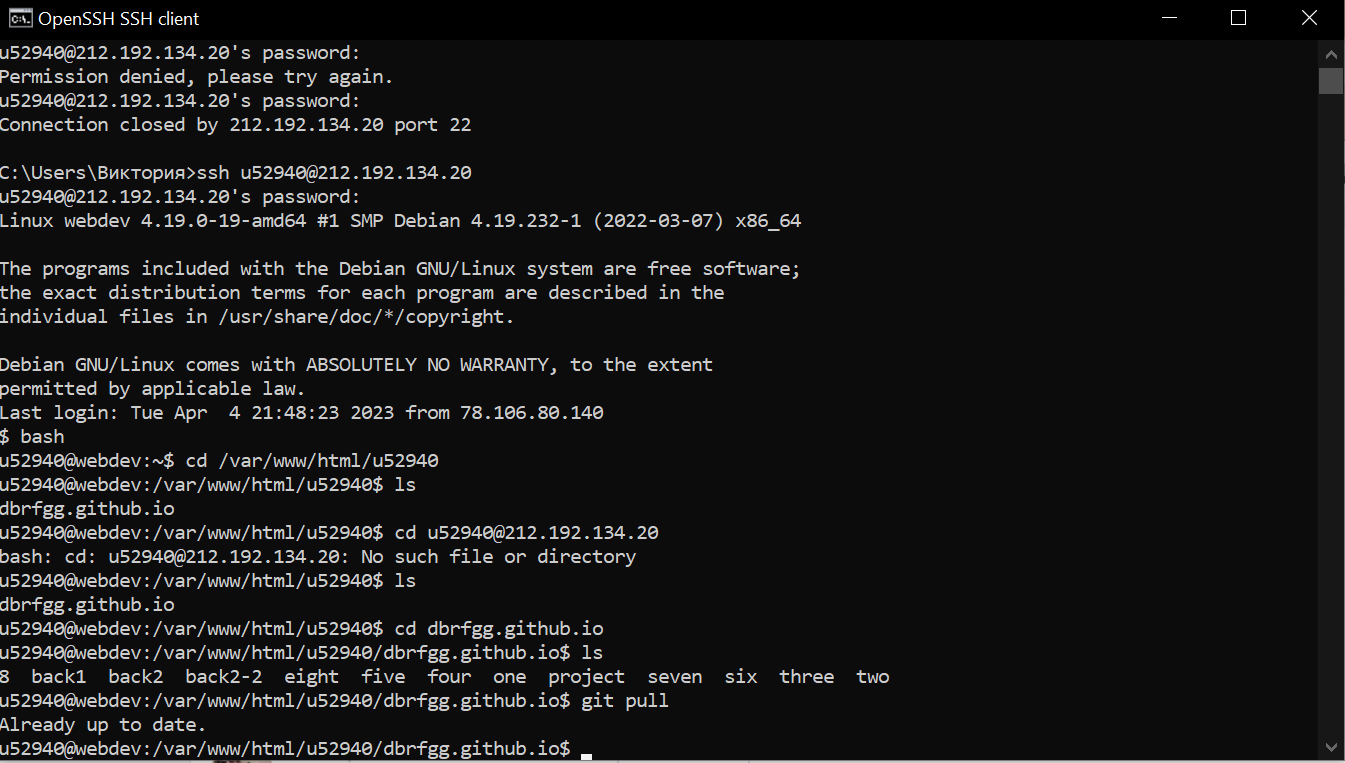 OpenSSH SSH client
u52940@212.192.134.20's password:
Permission denied, please try again.
u52940@212.192.134.20's password:
Connection closed by 212.192.134.20 port 22
C:\Users\Виктория>ssh u52940@212.192.134.20
u52940@212.192.134.20's password:
Linux webdev 4.19.0-19-amd64 #1 SMP Debian 4.19.232-1 (2022-03-07) x86_64
The programs included with the Debian GNU/Linux system are free software;
the exact distribution terms for each program are described in the
individual files in /usr/share/doc/*/copyright.
Debian GNU/Linux comes with ABSOLUTELY NO WARRANTY, to the extent
permitted by applicable law.
Last login: Tue Apr  4 21:48:23 2023 from 78.106.80.140
$ bash
u52940@webdev:~$ cd /var/www/html/u52940
u52940@webdev:/var/www/html/u52940$ ls
dbrfgg.github.io
u52940@webdev:/var/www/html/u52940$ cd u52940@212.192.134.20
bash: cd: u52940@212.192.134.20: No such file or directory
u52940@webdev:/var/www/html/u52940$ ls
dbrfgg.github.io
u52940@webdev:/var/www/html/u52940$ cd dbrfgg.github.io
u52940@webdev:/var/www/html/u52940/dbrfgg.github.io$ ls
8  back1  back2  back2-2  eight  five  four  one  project  seven  six  three  two
u52940@webdev:/var/www/html/u52940/dbrfgg.github.io$ git pull
Already up to date.
u52940@webdev:/var/www/html/u52940/dbrfgg.github.io$